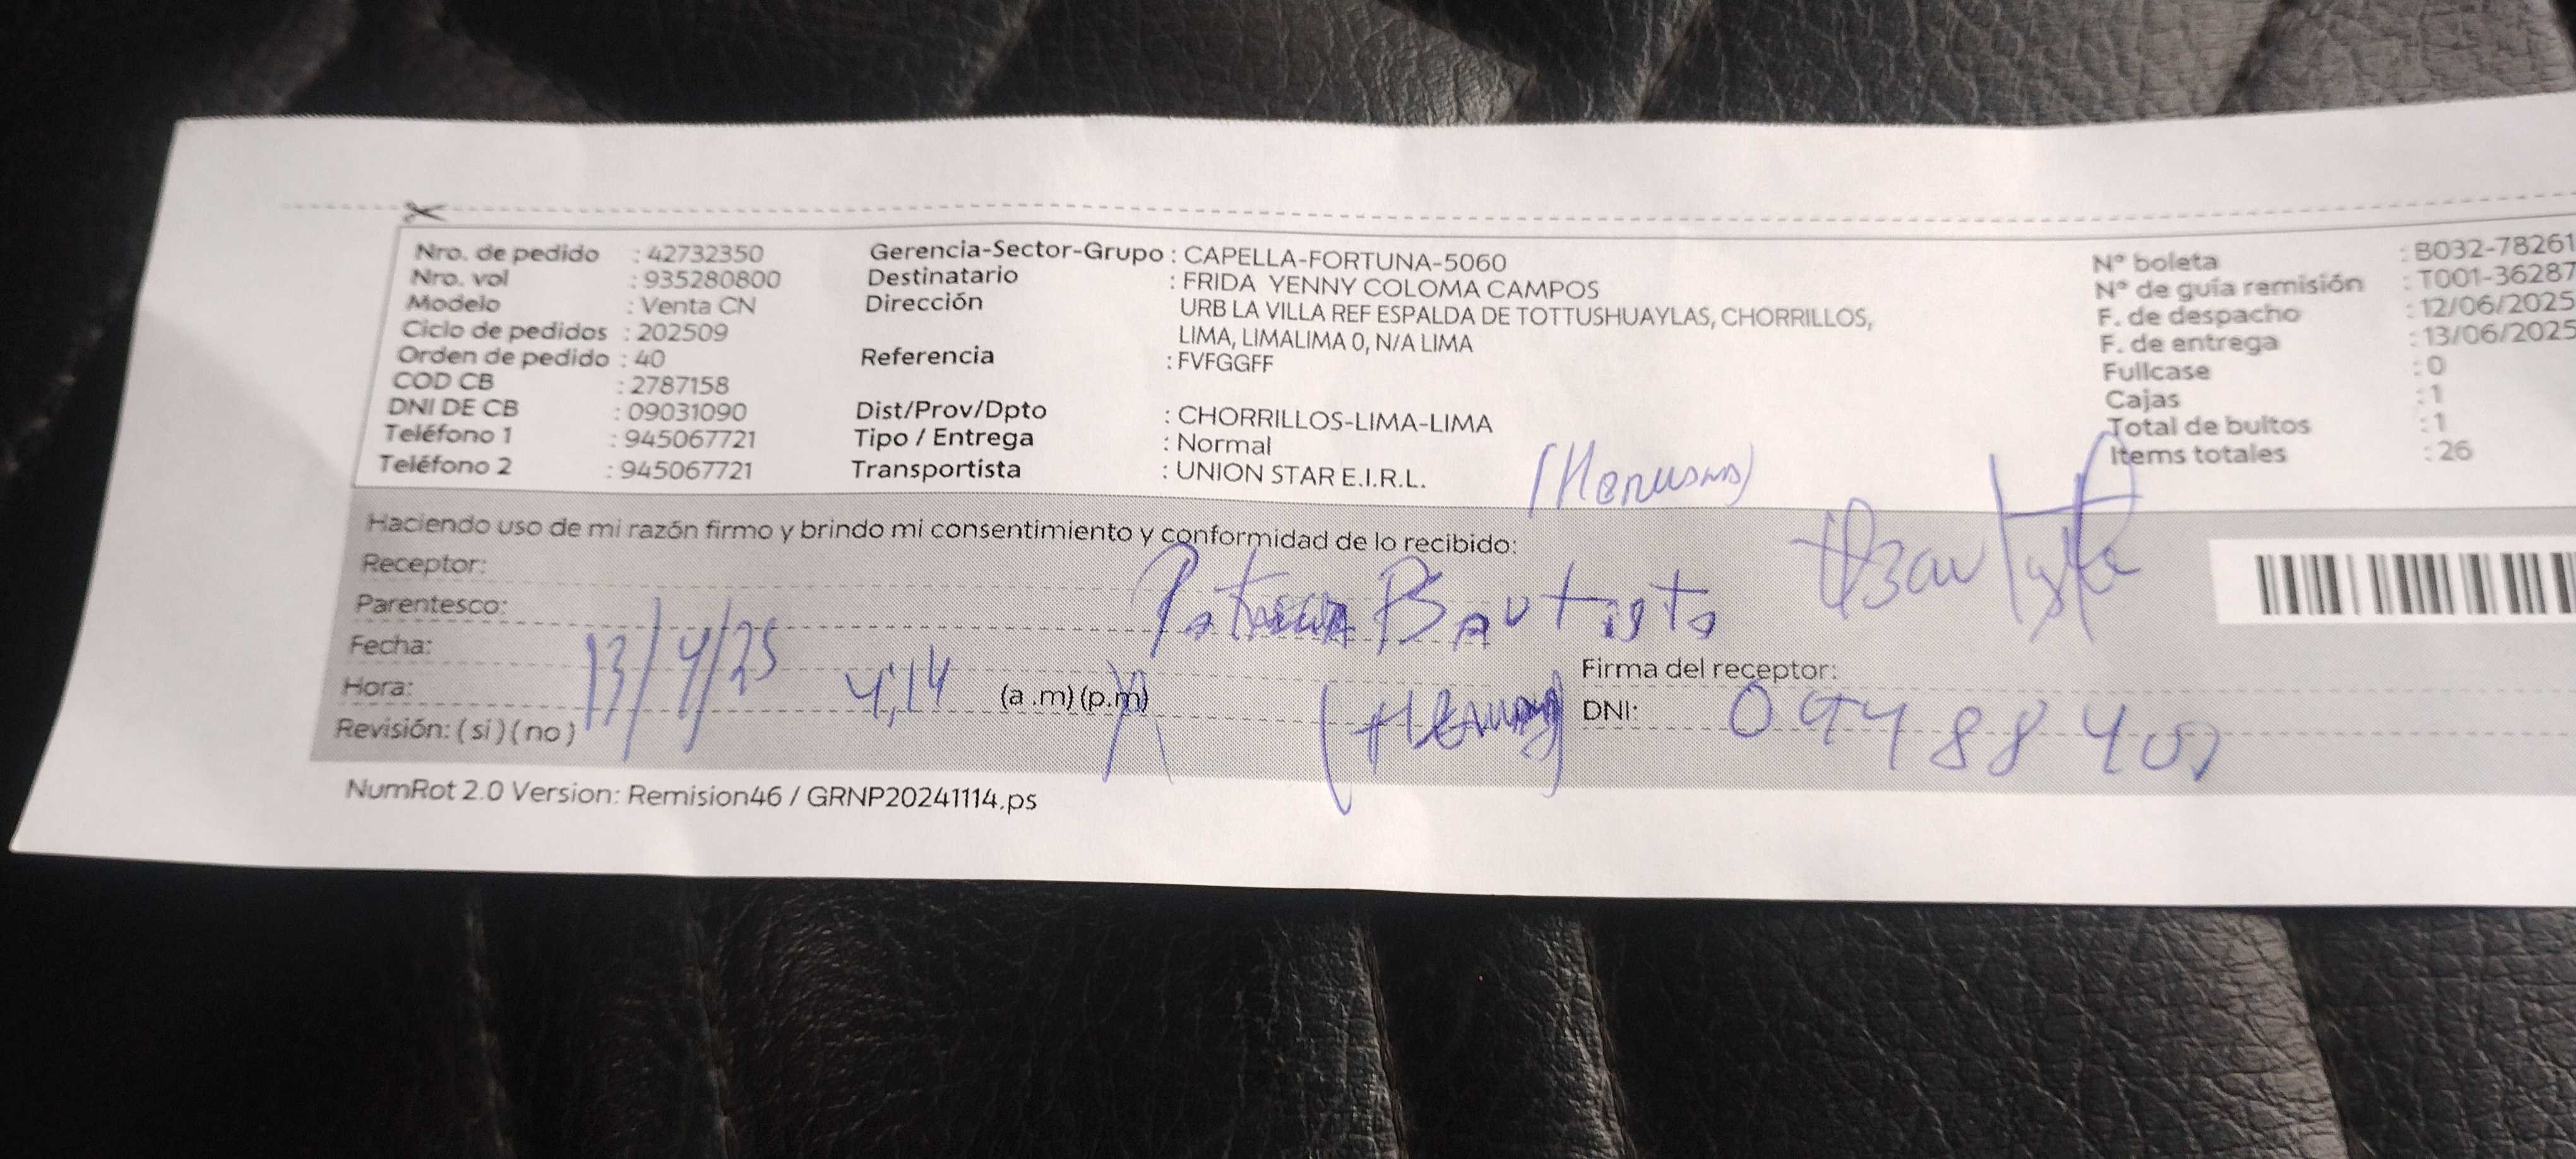 Nro. de pedido : 42732350
Nro. vol : 935280800
Modelo : Venta CN
Ciclo de pedidos : 202509
Orden de pedido : 40
COD CB : 2787158
DNI DE CB : 09031090
Teléfono 1 : 945067721
Teléfono 2 : 945067721
Gerencia-Sector-Grupo : CAPELLA-FORTUNA-5060
Destinatario : FRIDA YENNY COLOMA CAMPOS
Dirección URB LA VILLA REF ESPALDA DE TOTTUSHUAYLAS, CHORRILLOS,
LIMA, LIMALIMA 0, N/A LIMA
Referencia : FVFGGFF
Dist/Prov/Dpto : CHORRILLOS-LIMA-LIMA
Tipo / Entrega : Normal
Transportista : UNION STAR E.I.R.L.
N° boleta : B032-78261
N° de guía remisión : T001-36287
F. de despacho : 12/06/2025
F. de entrega : 13/06/2025
Fullcase : 0
Cajas : 1
Total de bultos : 1
Items totales : 26
Haciendo uso de mi razón firmo y brindo mi consentimiento y conformidad de lo recibido:
Receptor:
Parentesco: Bautista
Fecha: 13/4/25
Hora: 4:14 (a .m) (p.m)
Revisión: ( si ) ( no )
Firma del receptor:
DNI:
NumRot 2.0 Version: Remision46 / GRNP20241114.ps